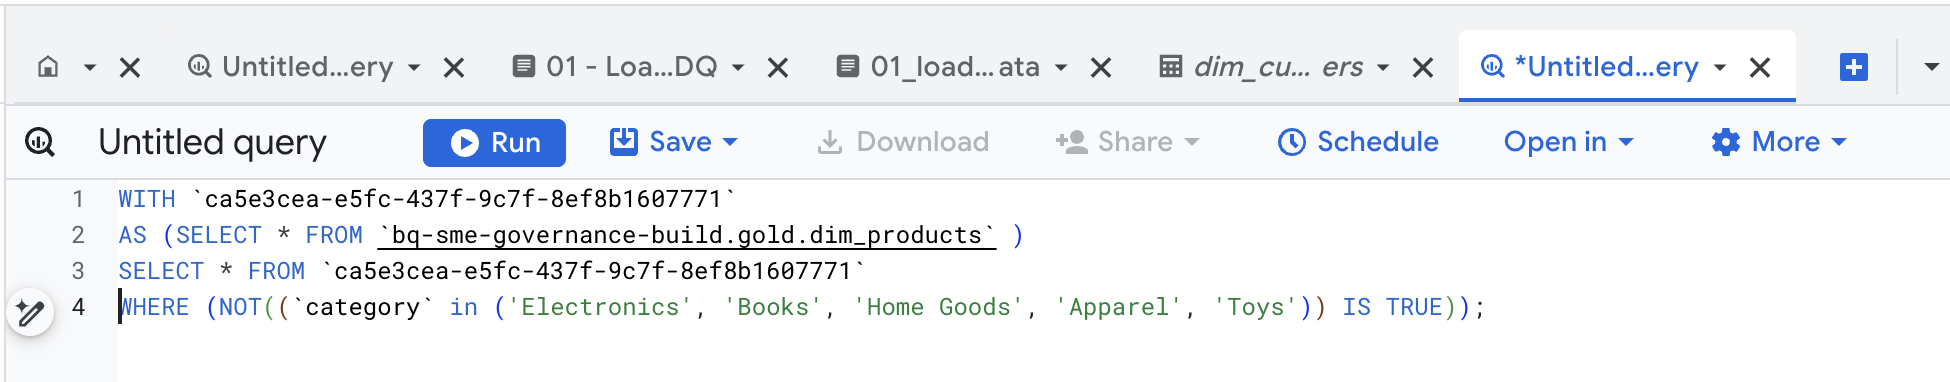 Untitled...ery
01 - Loa...DQ
01_load...ata
dim_cu... ers
*Untitled...ery
Untitled query Run Save Download Share Schedule Open in More
1 WITH `ca5e3cea-e5fc-437f-9c7f-8ef8b1607771`
2 AS (SELECT * FROM `bq-sme-governance-build.gold.dim_products` )
3 SELECT * FROM `ca5e3cea-e5fc-437f-9c7f-8ef8b1607771`
4 WHERE (NOT((`category` in ('Electronics', 'Books', 'Home Goods', 'Apparel', 'Toys')) IS TRUE));